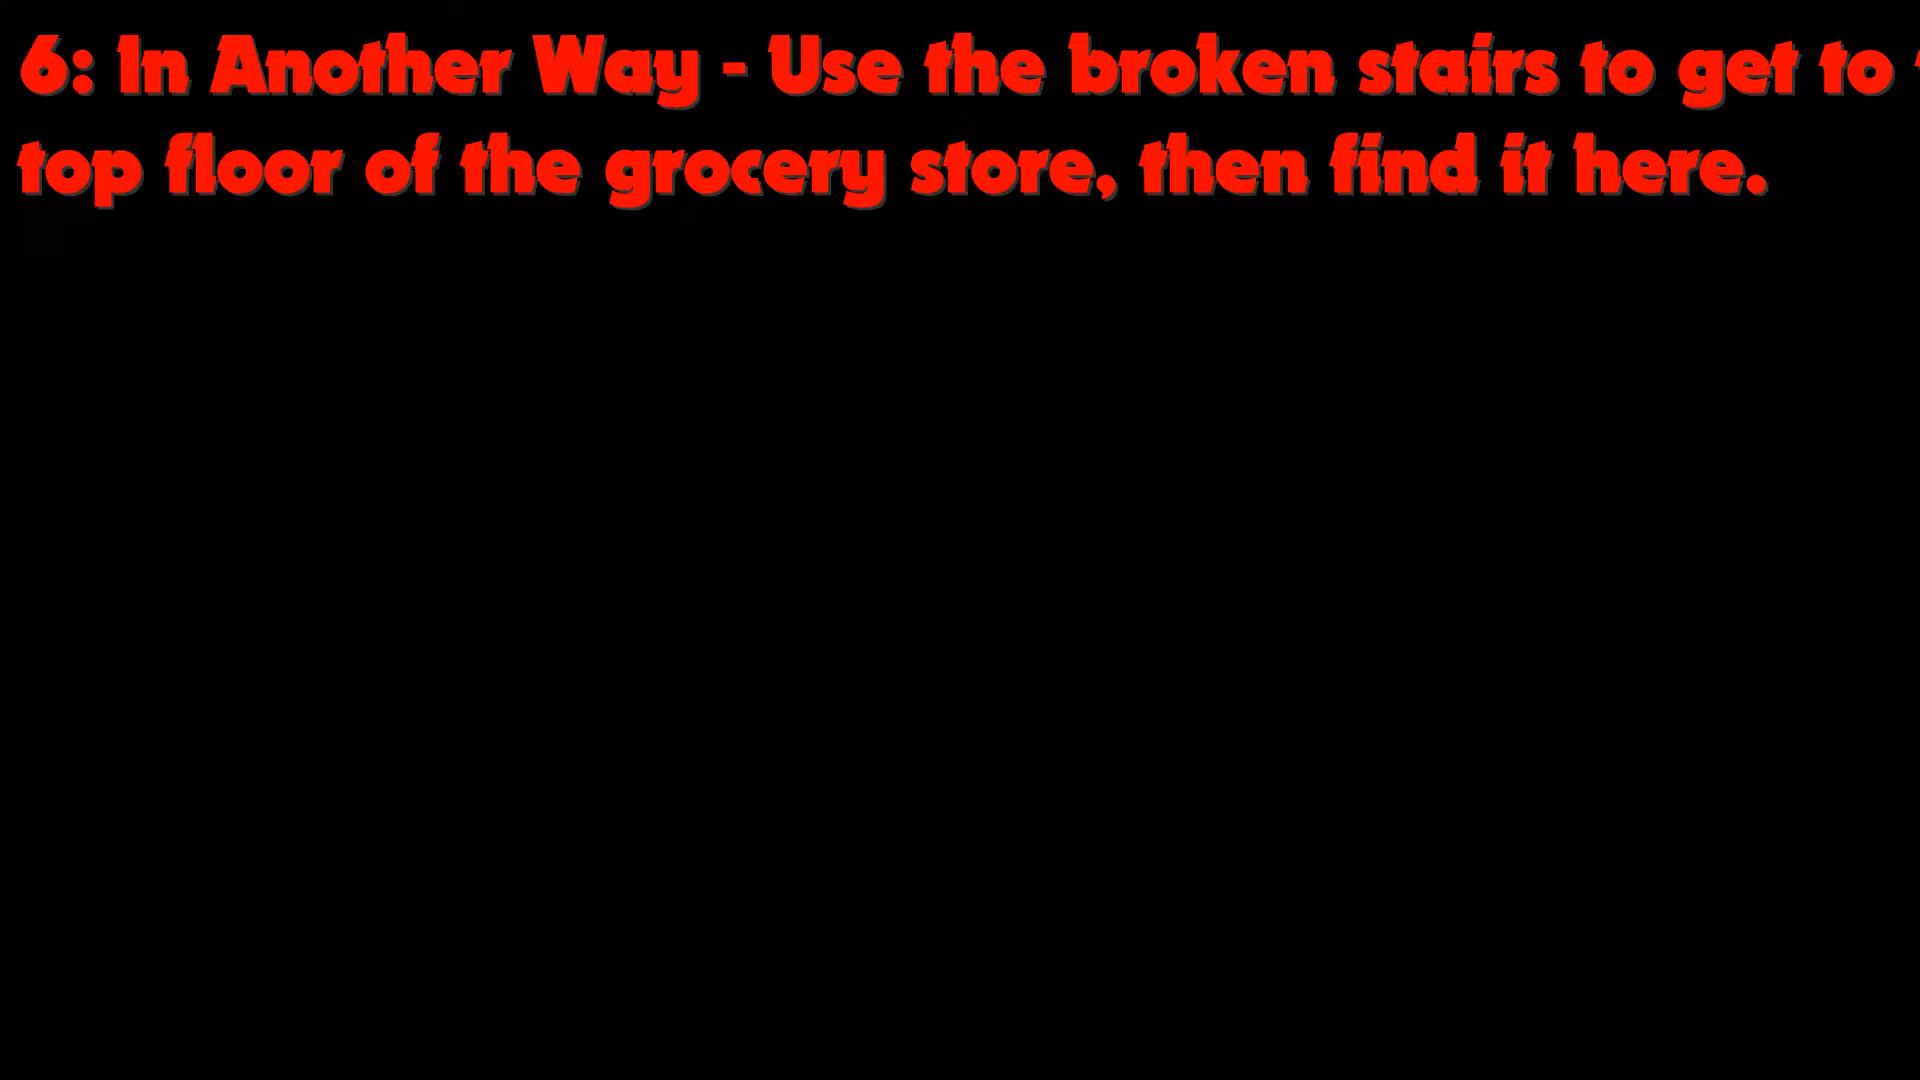 6: In Another Way - Use the broken stairs to get to
top floor of the grocery store, then find it here.